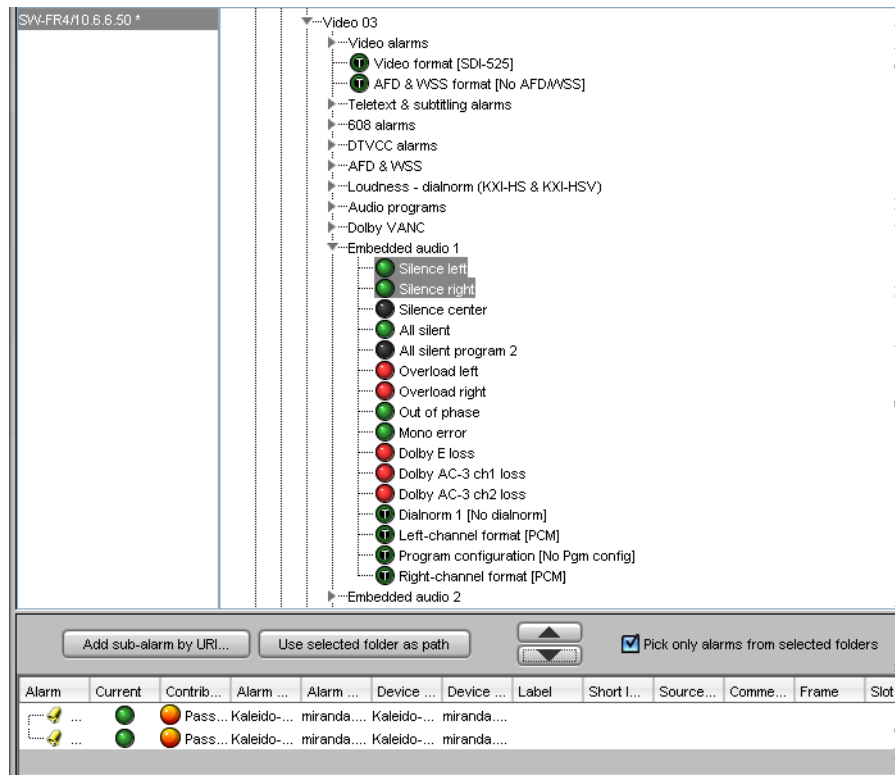 SW-FR4/10.6.6.50 *
Video 03
Video alarms
T Video format [SDI-525]
T AFD & WSS format [No AFD/WSS]
Teletext & subtitling alarms
608 alarms
DTVCC alarms
AFD & WSS
Loudness - dialnorm (KXI-HS & KXI-HSV)
Audio programs
Dolby VANC
Embedded audio 1
Silence left
Silence right
Silence center
All silent
All silent program 2
Overload left
Overload right
Out of phase
Mono error
Dolby E loss
Dolby AC-3 ch1 loss
Dolby AC-3 ch2 loss
T Dialnorm 1 [No dialnorm]
T Left-channel format [PCM]
T Program configuration [No Pgm config]
T Right-channel format [PCM]
Embedded audio 2
Add sub-alarm by URI... Use selected folder as path Pick only alarms from selected folders
Alarm Current Contrib... Alarm ... Alarm ... Device ... Device ... Label Short l... Source... Comme... Frame Slot
... Pass... Kaleido-... miranda.... Kaleido-... miranda....
... Pass... Kaleido-... miranda.... Kaleido-... miranda....